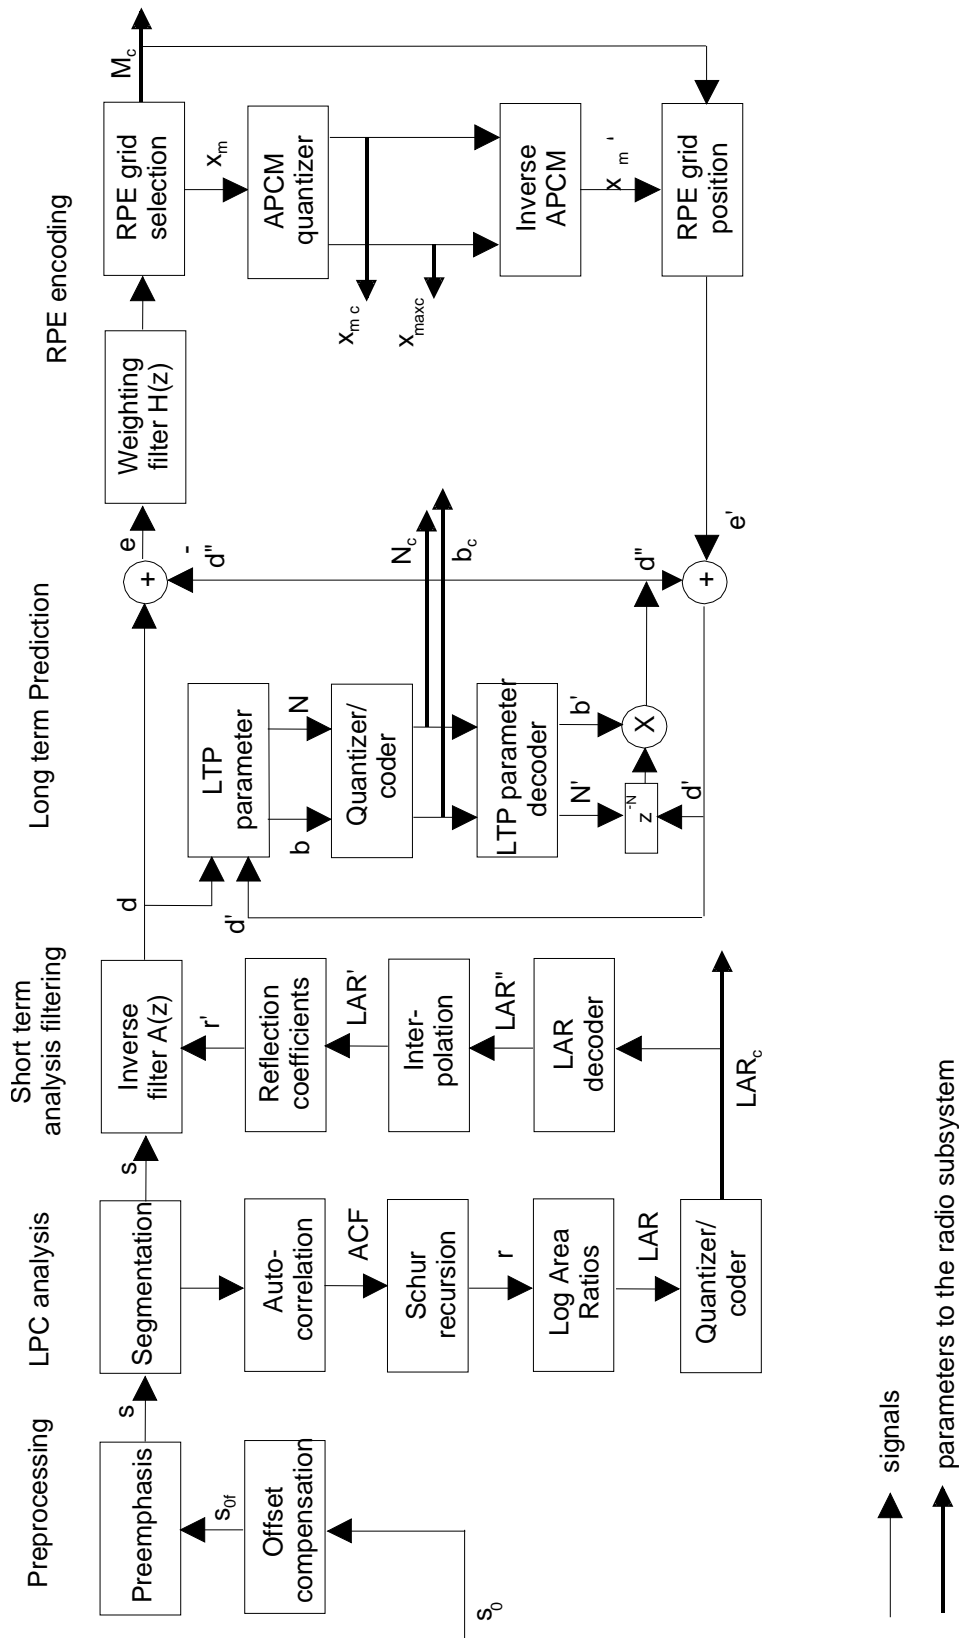 Preprocessing
LPC analysis
Short term
analysis filtering
Long term Prediction
RPE encoding
s₀
Offset
compensation
s₀f
Preemphasis
s
Segmentation
s
Auto-
correlation
ACF
Schur
recursion
r
Log Area
Ratios
LAR
Quantizer/
coder
LARc
LAR
decoder
LAR"
Inter-
polation
LAR'
Reflection
coefficients
r'
Inverse
filter A(z)
d
d'
LTP
parameter
b
N
Quantizer/
coder
Nc
bc
LTP parameter
decoder
N'
b'
z-N
X
d'
d"
+
e'
+
-
d"
e
Weighting
filter H(z)
RPE grid
selection
Mc
xm
APCM
quantizer
xm c
xmaxc
Inverse
APCM
x m '
RPE grid
position
signals
parameters to the radio subsystem